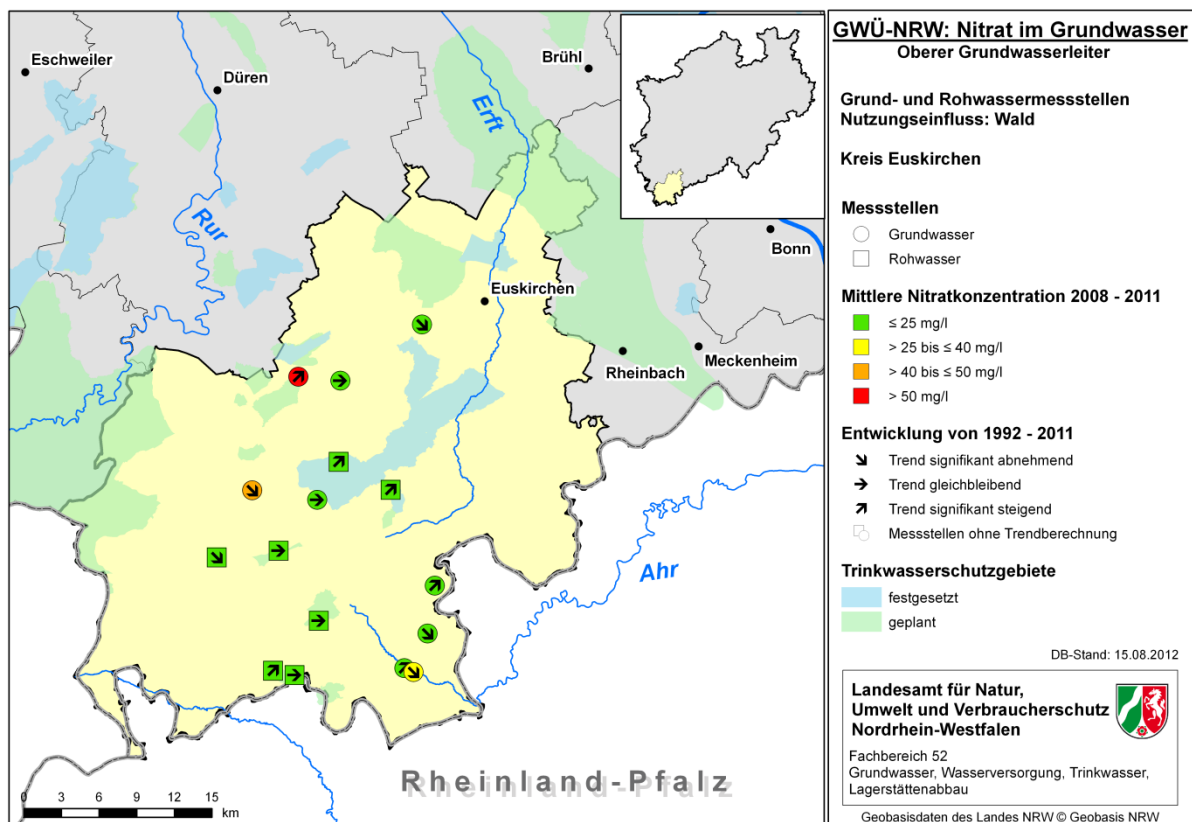 Eschweiler
Düren
Brühl
Erft
Rur
Bonn
Euskirchen
Rheinbach
Meckenheim
Ahr
Rheinland-Pfalz
0 3 6 9 12 15
km
GWÜ-NRW: Nitrat im Grundwasser
Oberer Grundwasserleiter
Grund- und Rohwassermessstellen
Nutzungseinfluss: Wald
Kreis Euskirchen
Messstellen
Grundwasser
Rohwasser
Mittlere Nitratkonzentration 2008 - 2011
≤ 25 mg/l
> 25 bis ≤ 40 mg/l
> 40 bis ≤ 50 mg/l
> 50 mg/l
Entwicklung von 1992 - 2011
Trend signifikant abnehmend
Trend gleichbleibend
Trend signifikant steigend
Messstellen ohne Trendberechnung
Trinkwasserschutzgebiete
festgesetzt
geplant
DB-Stand: 15.08.2012
Landesamt für Natur,
Umwelt und Verbraucherschutz
Nordrhein-Westfalen
Fachbereich 52
Grundwasser, Wasserversorgung, Trinkwasser,
Lagerstättenabbau
Geobasisdaten des Landes NRW © Geobasis NRW